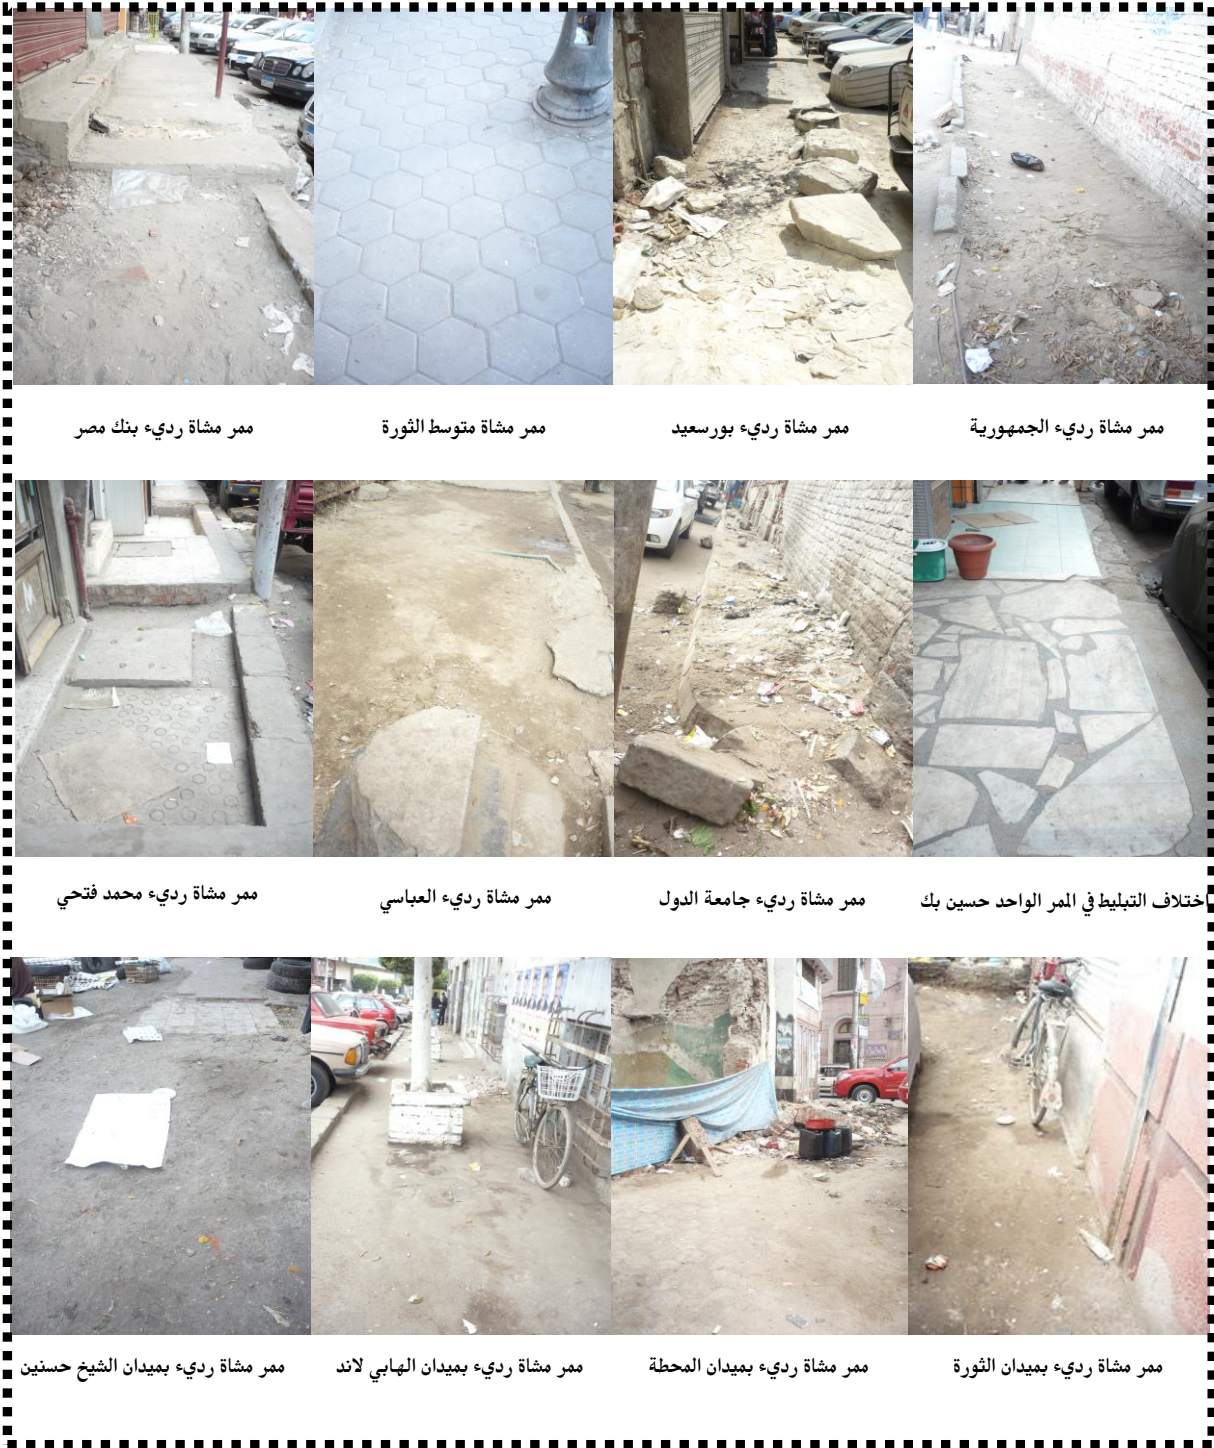 ممر مشاة رديء الجمهورية
ممر مشاة رديء بورسعيد
ممر مشاة متوسط الثورة
ممر مشاة رديء بنك مصر
اختلاف التبليط في الممر الواحد حسين بك
ممر مشاة رديء جامعة الدول
ممر مشاة رديء العباسي
ممر مشاة رديء محمد فتحي
ممر مشاة رديء بميدان الثورة
ممر مشاة رديء بميدان المحطة
ممر مشاة رديء بميدان الهابي لاند
ممر مشاة رديء بميدان الشيخ حسنين